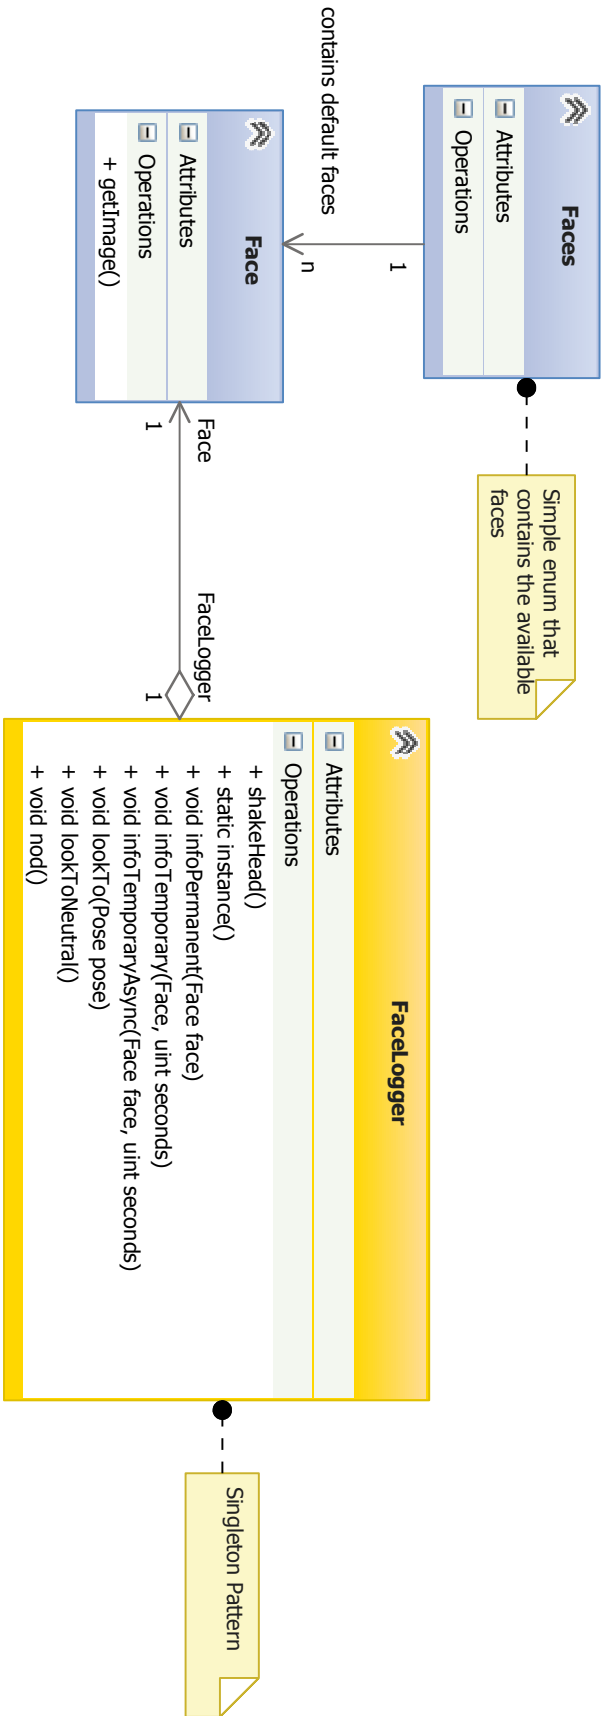 Faces
Attributes
Operations
Simple enum that
contains the available
faces
1
n
contains default faces
Face
Attributes
Operations
+ getImage()
Face
1
FaceLogger
1
FaceLogger
Attributes
Operations
+ shakeHead()
+ static instance()
+ void infoPermanent(Face face)
+ void infoTemporary(Face, uint seconds)
+ void infoTemporaryAsync(Face face, uint seconds)
+ void lookTo(Pose pose)
+ void lookToNeutral()
+ void nod()
Singleton Pattern